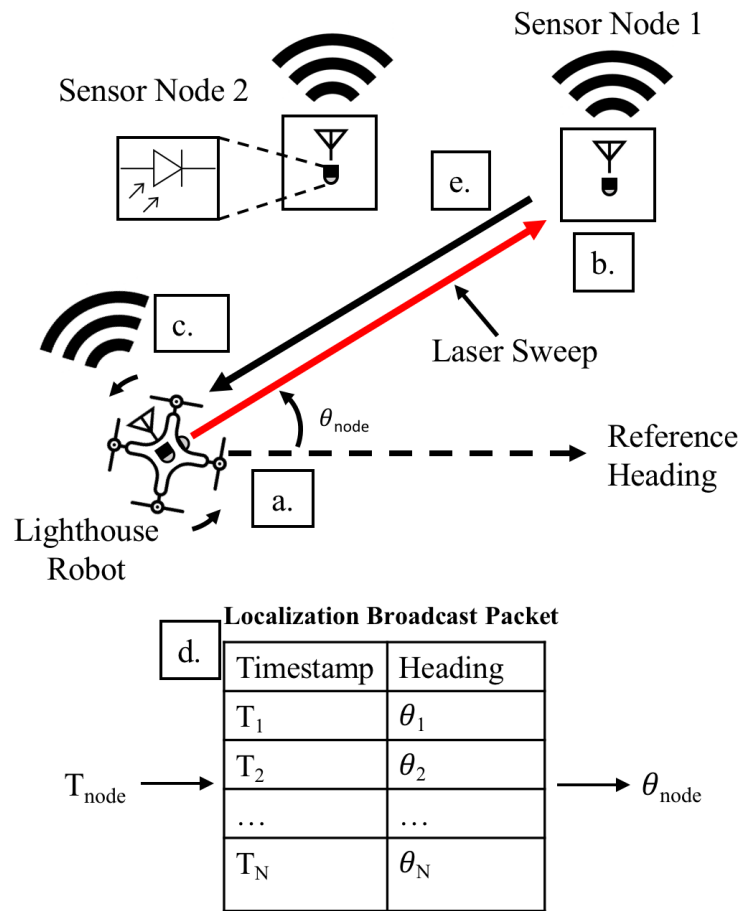 Sensor Node 1
Sensor Node 2
e.
b.
c.
Laser Sweep
θnode
Reference
Heading
a.
Lighthouse
Robot
Localization Broadcast Packet
d.
Timestamp Heading
T1 θ1
T2 θ2
Tnode
θnode
... ...
TN θN